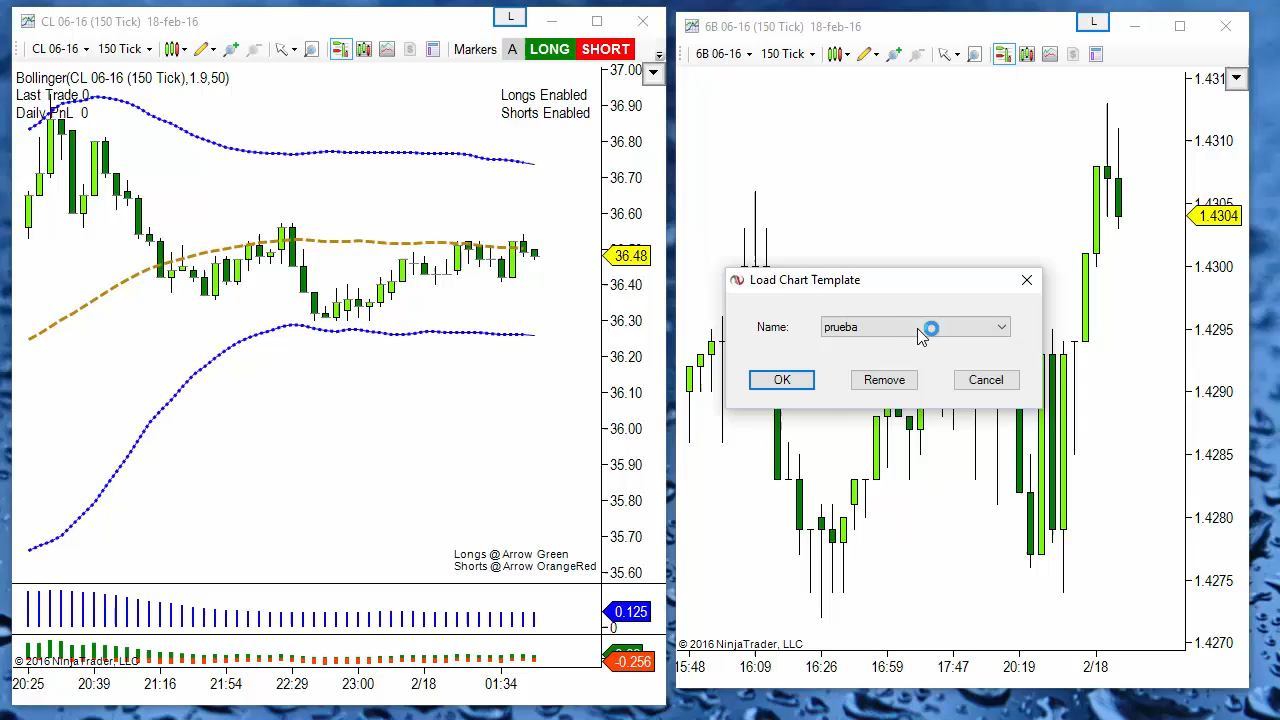 CL 06-16 (150 Tick) 18-feb-16
L
CL 06-16
150 Tick
$
Markers
A
LONG
SHORT
Bollinger(CL 06-16 (150 Tick),1.9,50)
Last Trade 0
Daily PnL 0
Longs Enabled
Shorts Enabled
37.00
36.90
36.80
36.70
36.60
36.48
36.40
36.30
36.20
36.10
36.00
35.90
35.80
35.70
35.60
Longs @ Arrow Green
Shorts @ Arrow OrangeRed
0.125
0
-0.256
© 2016 NinjaTrader, LLC
20:25
20:39
21:16
21:54
22:29
23:00
2/18
01:34
6B 06-16 (150 Tick) 18-feb-16
L
6B 06-16
150 Tick
$
1.4310
1.4305
1.4304
1.4300
1.4295
1.4290
1.4285
1.4280
1.4275
1.4270
Load Chart Template
Name:
prueba
OK
Remove
Cancel
© 2016 NinjaTrader, LLC
15:48
16:09
16:26
16:59
17:47
20:19
2/18